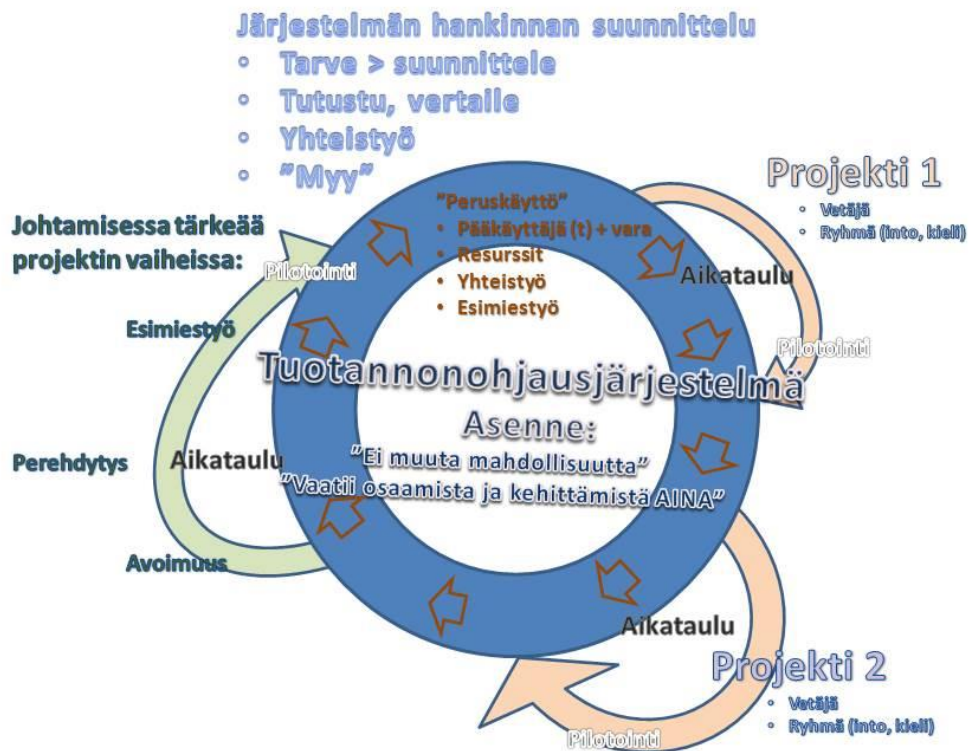 Järjestelmän hankinnan suunnittelu
• Tarve > suunnittele
• Tutustu, vertaile
• Yhteistyö
• ”Myy”
Projekti 1
• Vetäjä
• Ryhmä (into, kieli)
”Peruskäyttö”
• Pääkäyttäjä (t) + vara
• Resurssit
• Yhteistyö
• Esimiestyö
Johtamisessa tärkeää
projektin vaiheissa:
Pilotointi
Aikataulu
Esimiestyö
Pilotointi
Tuotannonohjausjärjestelmä
Asenne:
”Ei muuta mahdollisuutta”
”Vaatii osaamista ja kehittämistä AINA”
Perehdytys
Aikataulu
Avoimuus
Aikataulu
Projekti 2
• Vetäjä
• Ryhmä (into, kieli)
Pilotointi